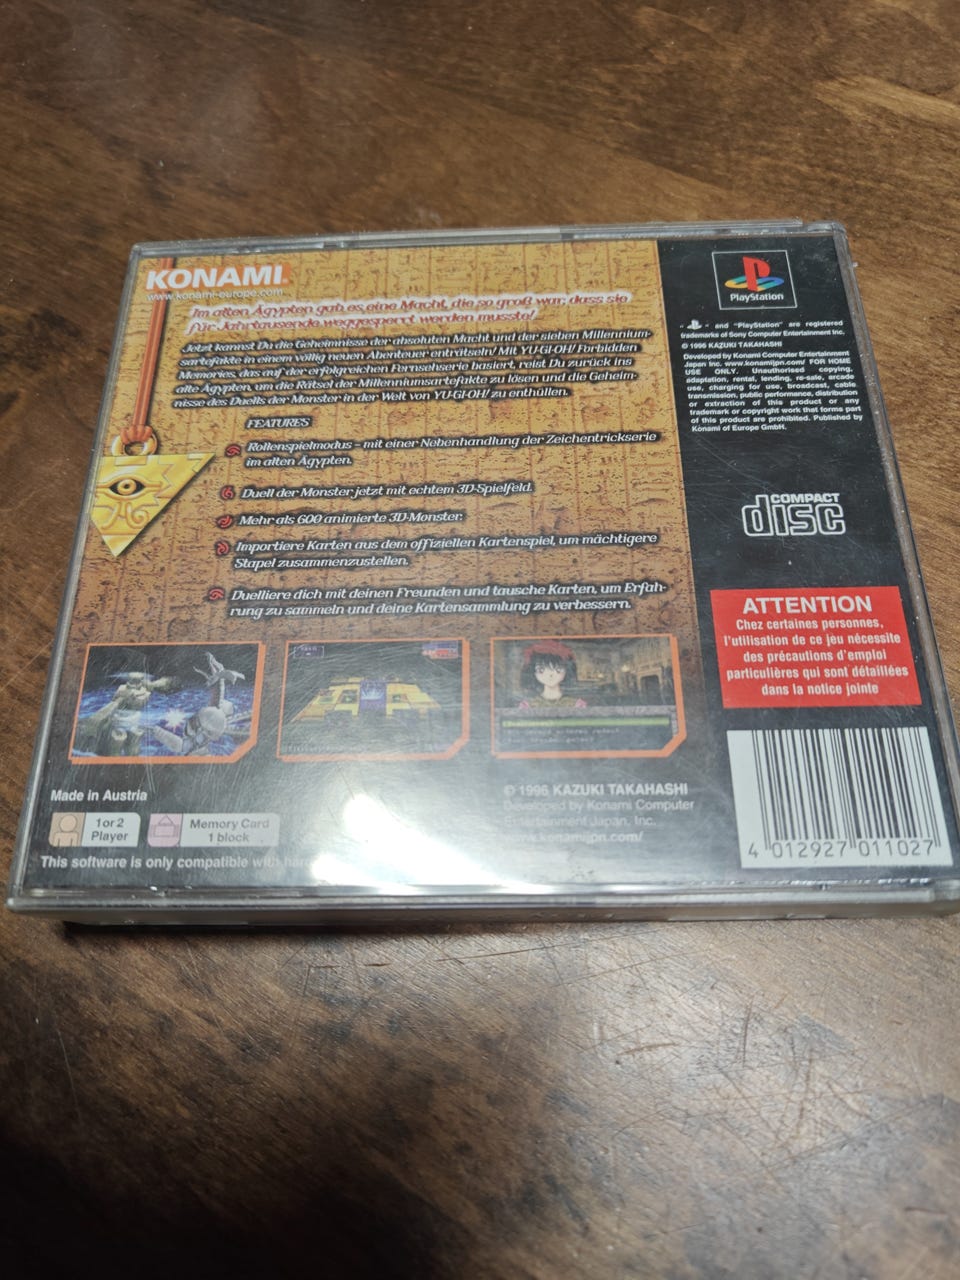 KONAMI
www.konami-europe.com
Im alten Ägypten gab es eine Macht, die so groß war, dass sie
für Jahrtausende weggesperrt werden musste!
Jetzt kannst Du die Geheimnisse der absoluten Macht und der sieben Millennium-
sartefakte in einem völlig neuen Abenteuer enträtseln! Mit YU-GI-OH! Forbidden
Memories, das auf der erfolgreichen Fernsehserie basiert, reist Du zurück ins
alte Ägypten, um die Rätsel der Millenniumsartefakte zu lösen und die Geheim-
nisse des Duells der Monster in der Welt von YU-GI-OH! zu enthüllen.
FEATURES
Rollenspielmodus – mit einer Nebenhandlung der Zeichentrickserie
im alten Ägypten.
Duell der Monster jetzt mit echtem 3D-Spielfeld.
Mehr als 600 animierte 3D-Monster.
Importiere Karten aus dem offiziellen Kartenspiel, um mächtigere
Stapel zusammenzustellen.
Duelliere dich mit deinen Freunden und tausche Karten, um Erfah-
rung zu sammeln und deine Kartensammlung zu verbessern.
Made in Austria
1 or 2
Player
Memory Card
1 block
This software is only compatible with
© 1996 KAZUKI TAKAHASHI
Developed by Konami Computer
Entertainment Japan, Inc.
www.konamijpn.com/
PlayStation
" " and "PlayStation" are registered
trademarks of Sony Computer Entertainment Inc.
© 1996 KAZUKI TAKAHASHI
Developed by Konami Computer Entertainment
Japan Inc. www.konamijpn.com/ FOR HOME
USE ONLY. Unauthorised copying,
adaptation, rental, lending, re-sale, arcade
use, charging for use, broadcast, cable
transmission, public performance, distribution
or extraction of this product or any
trademark or copyright work that forms part
of this product are prohibited. Published by
Konami of Europe GmbH.
COMPACT
disc
ATTENTION
Chez certaines personnes,
l'utilisation de ce jeu nécessite
des précautions d'emploi
particulières qui sont détaillées
dans la notice jointe
4 012927 011027